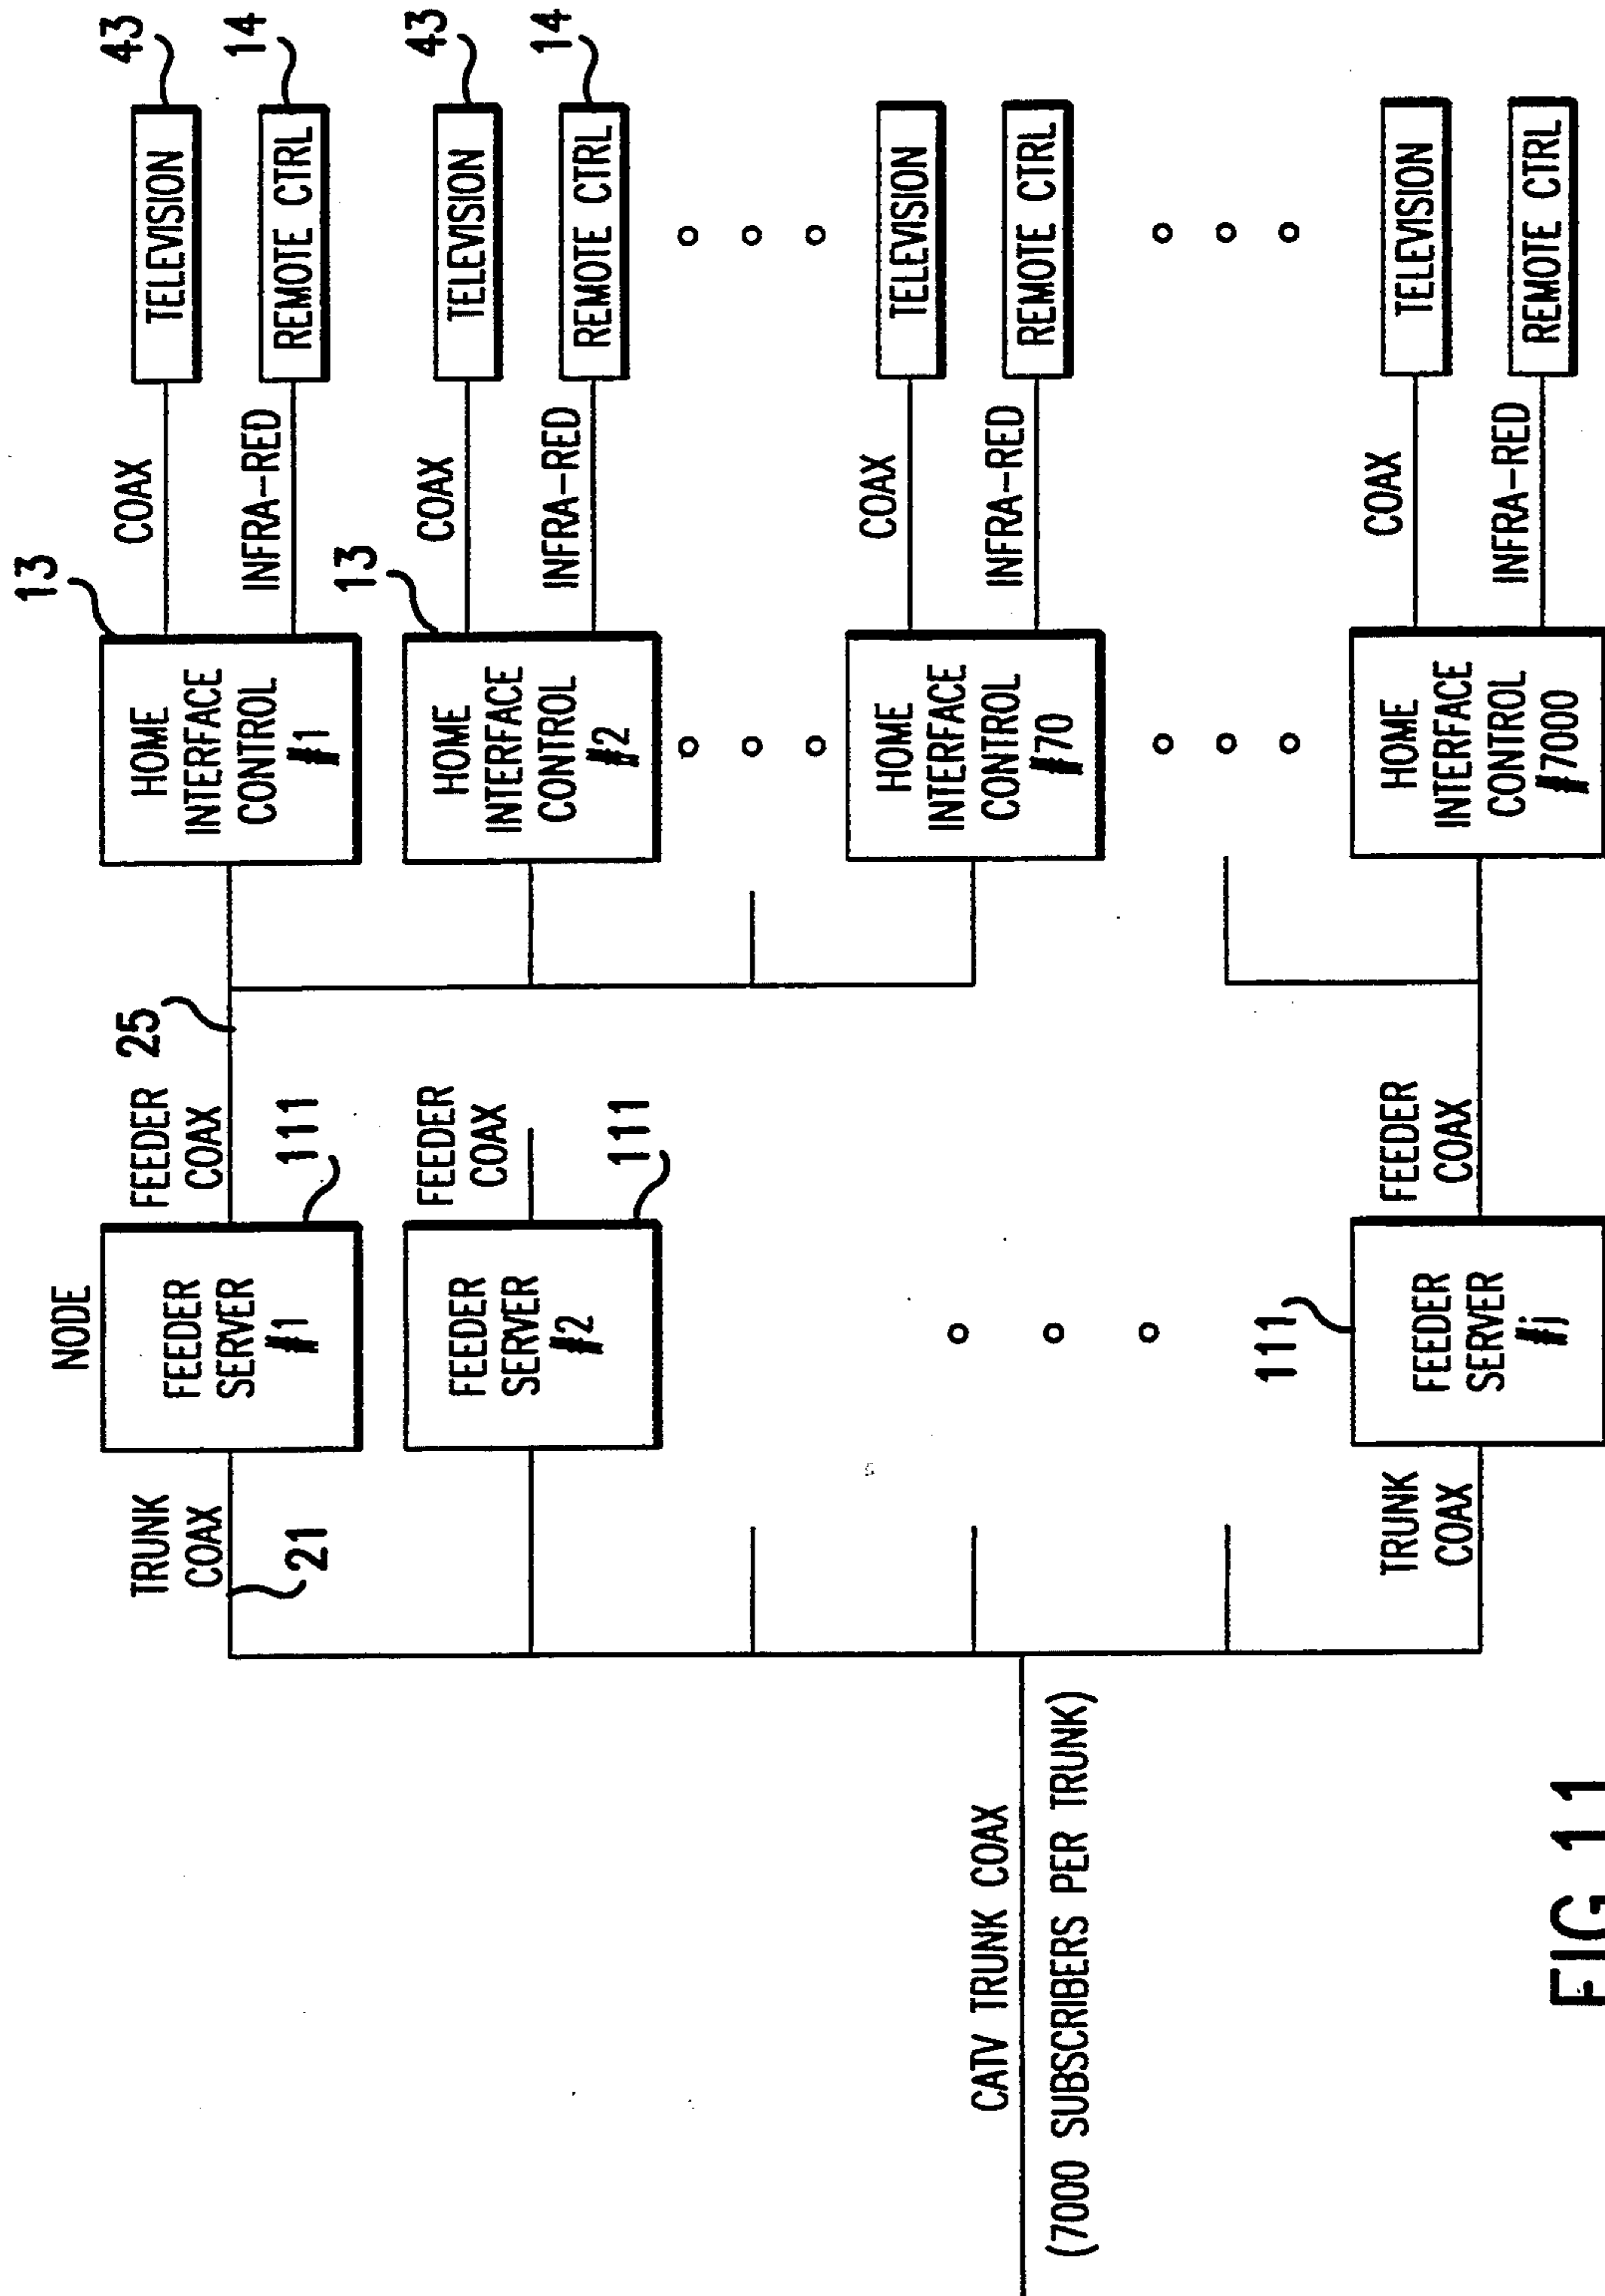 CATV TRUNK COAX
(7000 SUBSCRIBERS PER TRUNK)
TRUNK
COAX
21
NODE
FEEDER
SERVER
#1
111
FEEDER
COAX
25
13
HOME
INTERFACE
CONTROL
#1
COAX
INFRA-RED
TELEVISION
43
REMOTE CTRL
14
FEEDER
SERVER
#2
111
FEEDER
COAX
13
HOME
INTERFACE
CONTROL
#2
COAX
INFRA-RED
TELEVISION
43
REMOTE CTRL
14
HOME
INTERFACE
CONTROL
#70
COAX
INFRA-RED
TELEVISION
REMOTE CTRL
TRUNK
COAX
111
FEEDER
SERVER
#j
FEEDER
COAX
HOME
INTERFACE
CONTROL
#7000
COAX
INFRA-RED
TELEVISION
REMOTE CTRL
FIG.11